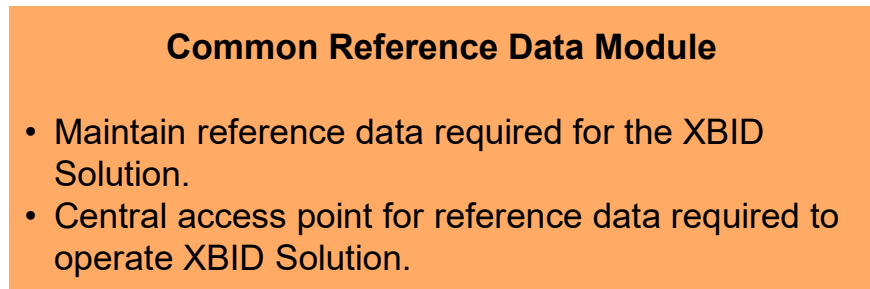 Common Reference Data Module
• Maintain reference data required for the XBID
Solution.
• Central access point for reference data required to
operate XBID Solution.